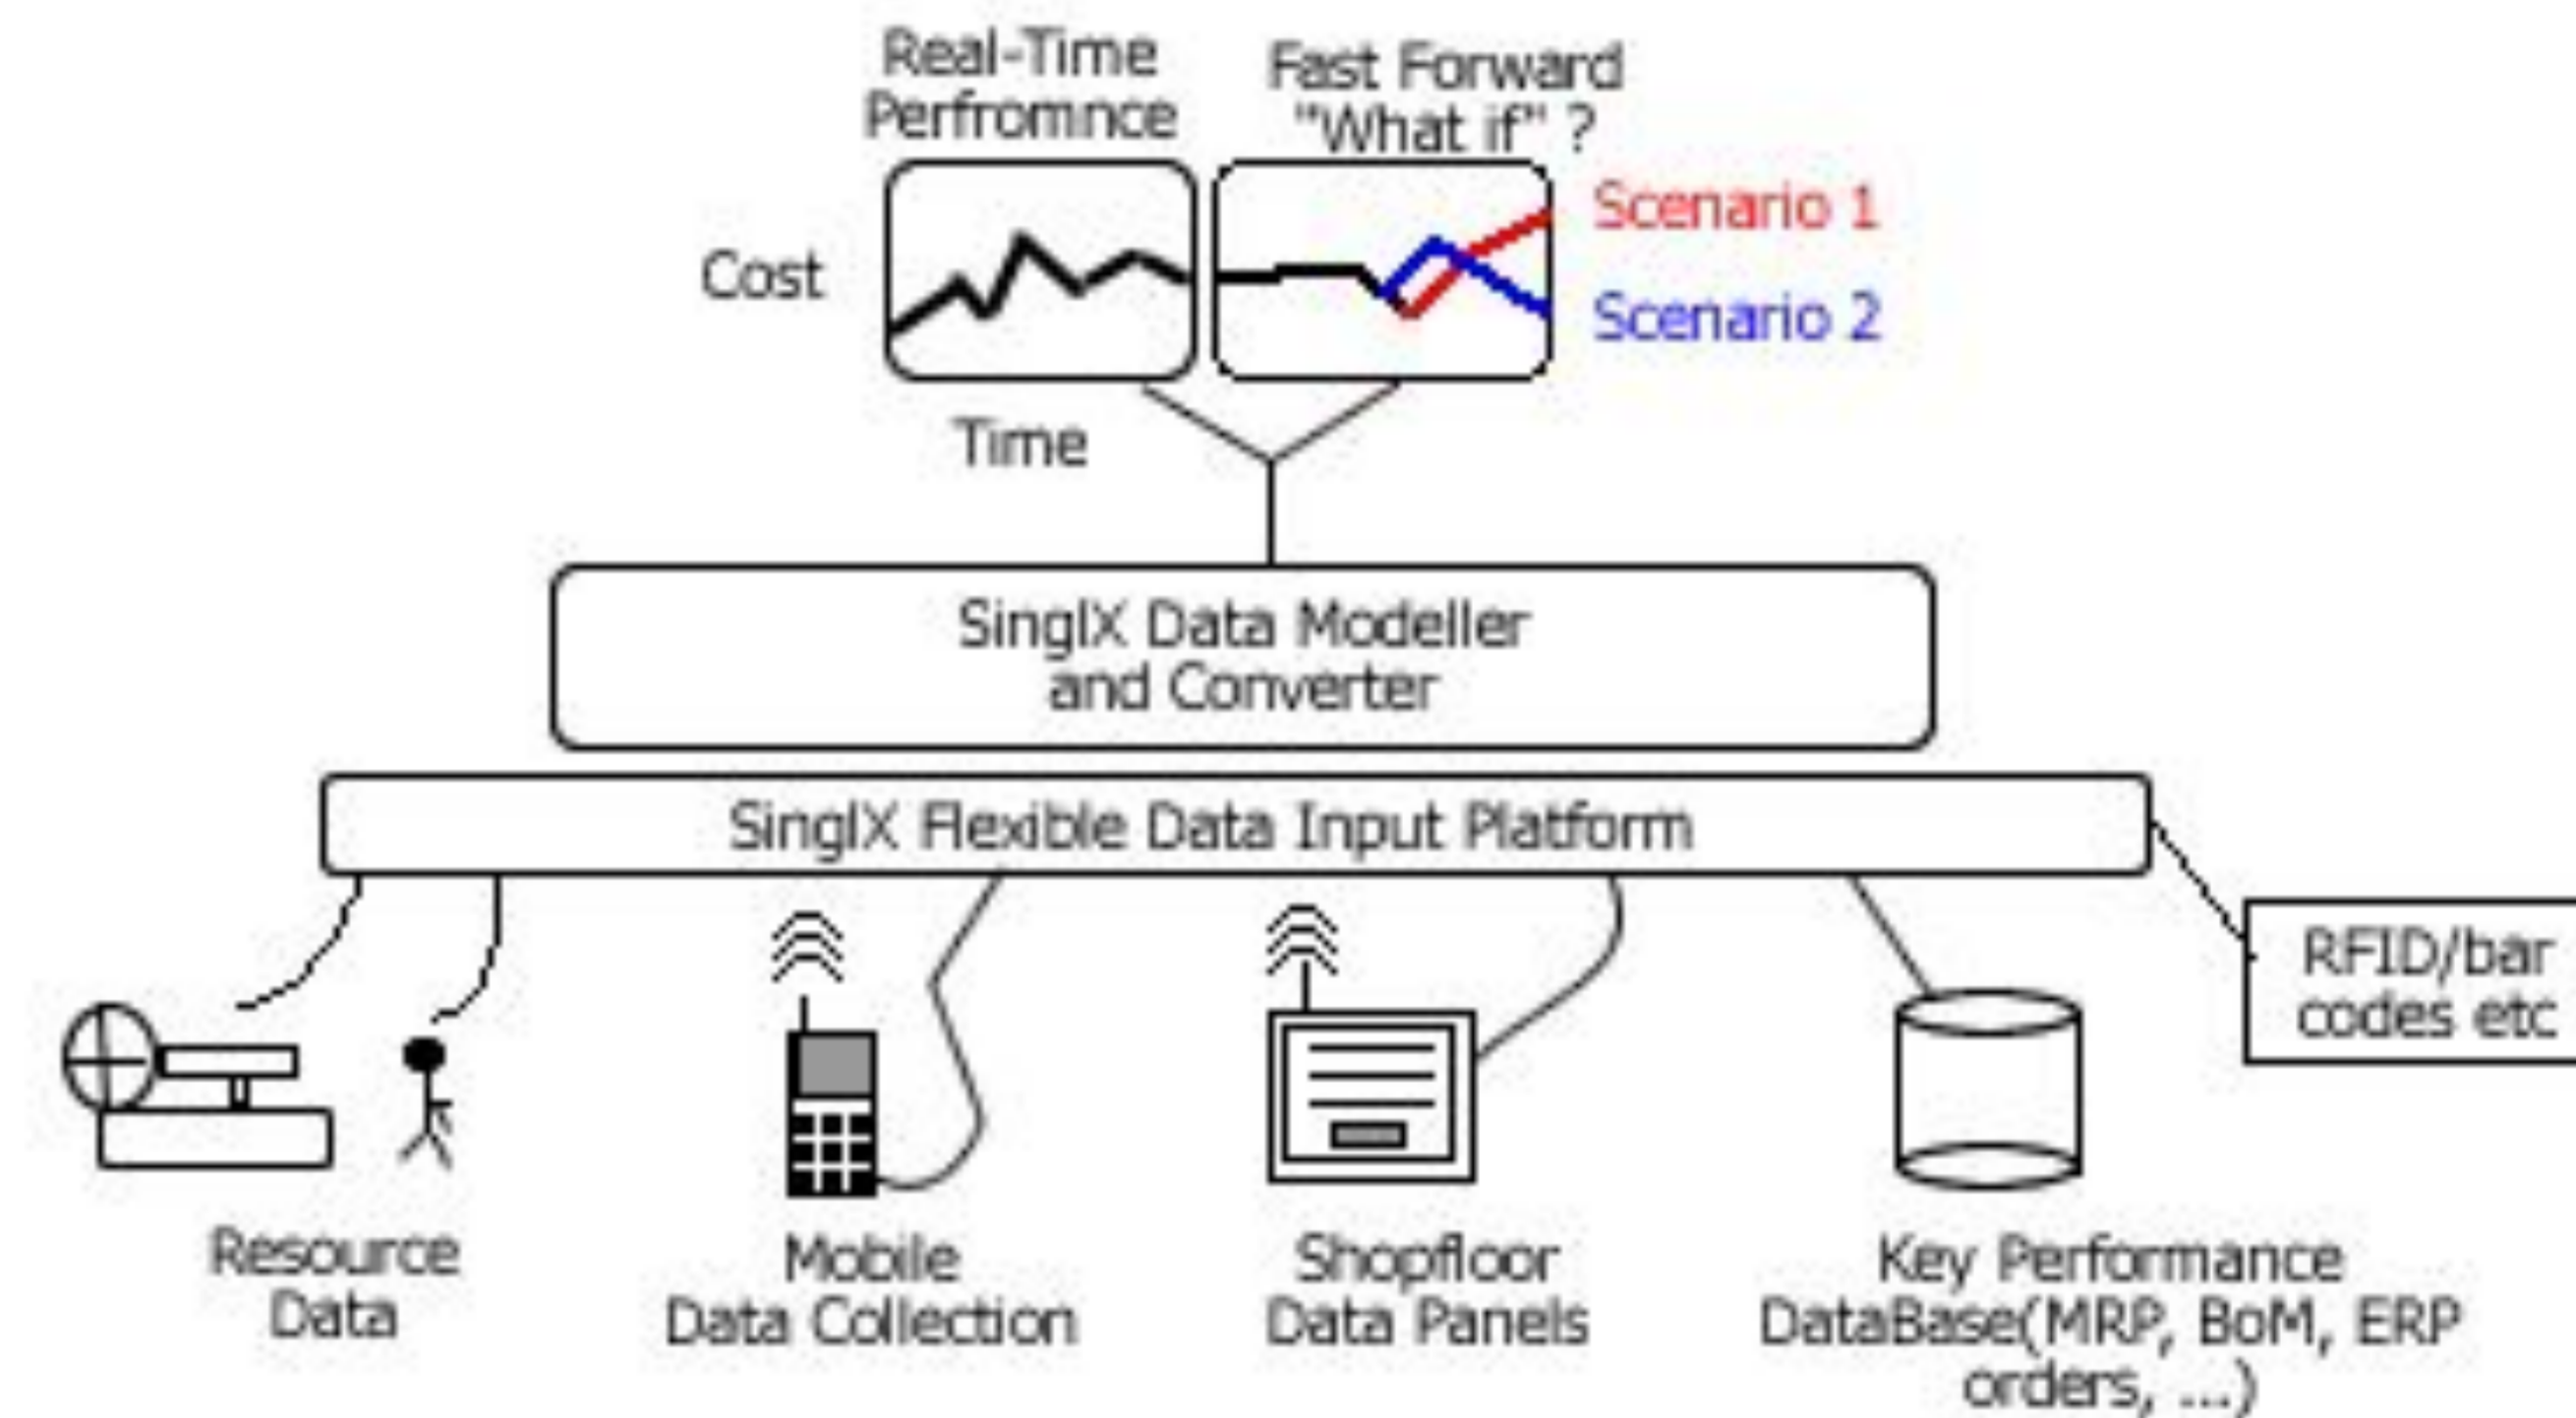 Real-Time
Perfromnce
Fast Forward
"What if" ?
Scenario 1
Cost
Scenario 2
Time
SinglX Data Modeller
and Converter
SinglX Flexible Data Input Platform
RFID/bar
codes etc
Resource
Data
Mobile
Data Collection
Shopfloor
Data Panels
Key Performance
DataBase(MRP, BoM, ERP
orders, ...)